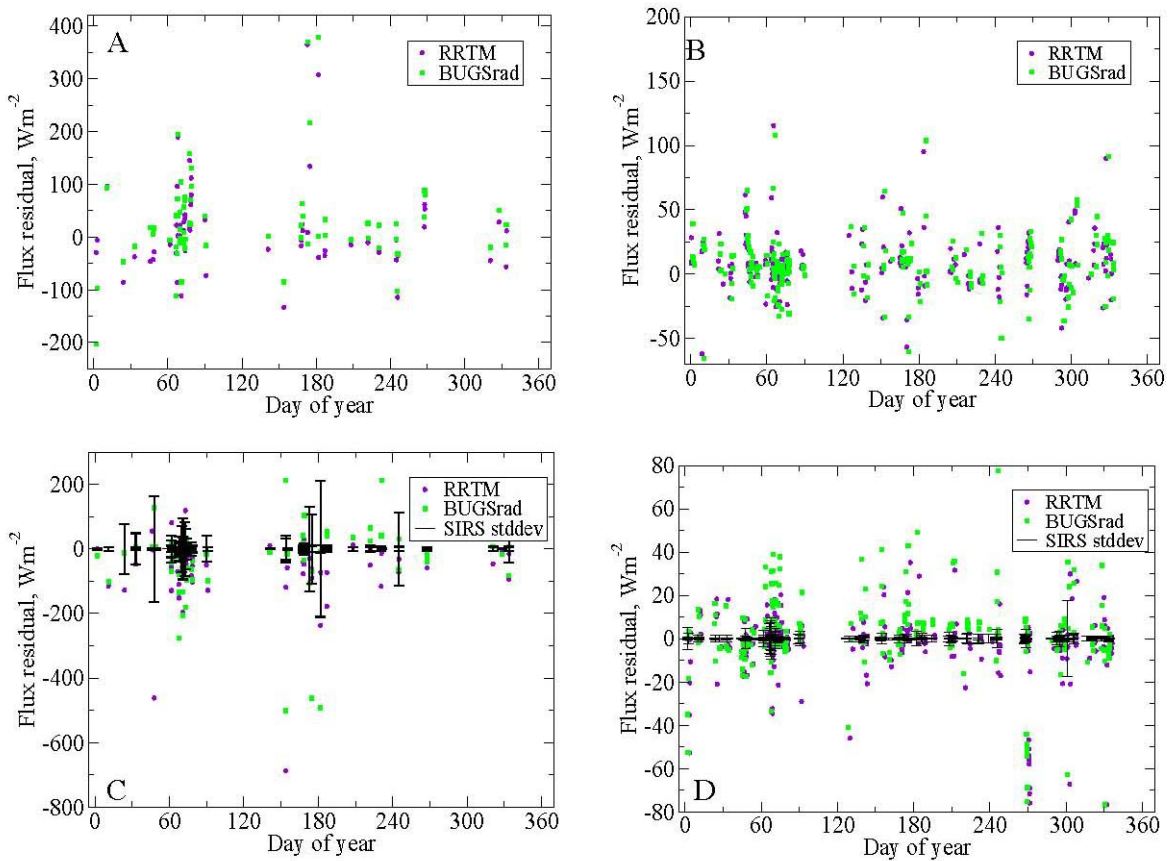 A
RRTM
BUGSrad
Flux residual, Wm-2
400
300
200
100
0
-100
-200
0 60 120 180 240 300 360
Day of year
B
RRTM
BUGSrad
Flux residual, Wm-2
200
150
100
50
0
-50
0 60 120 180 240 300 360
Day of year
C
RRTM
BUGSrad
SIRS stddev
Flux residual, Wm-2
200
0
-200
-400
-600
-800
0 60 120 180 240 300 360
Day of year
D
RRTM
BUGSrad
SIRS stddev
Flux residual, Wm-2
80
60
40
20
0
-20
-40
-60
-80
0 60 120 180 240 300 360
Day of year